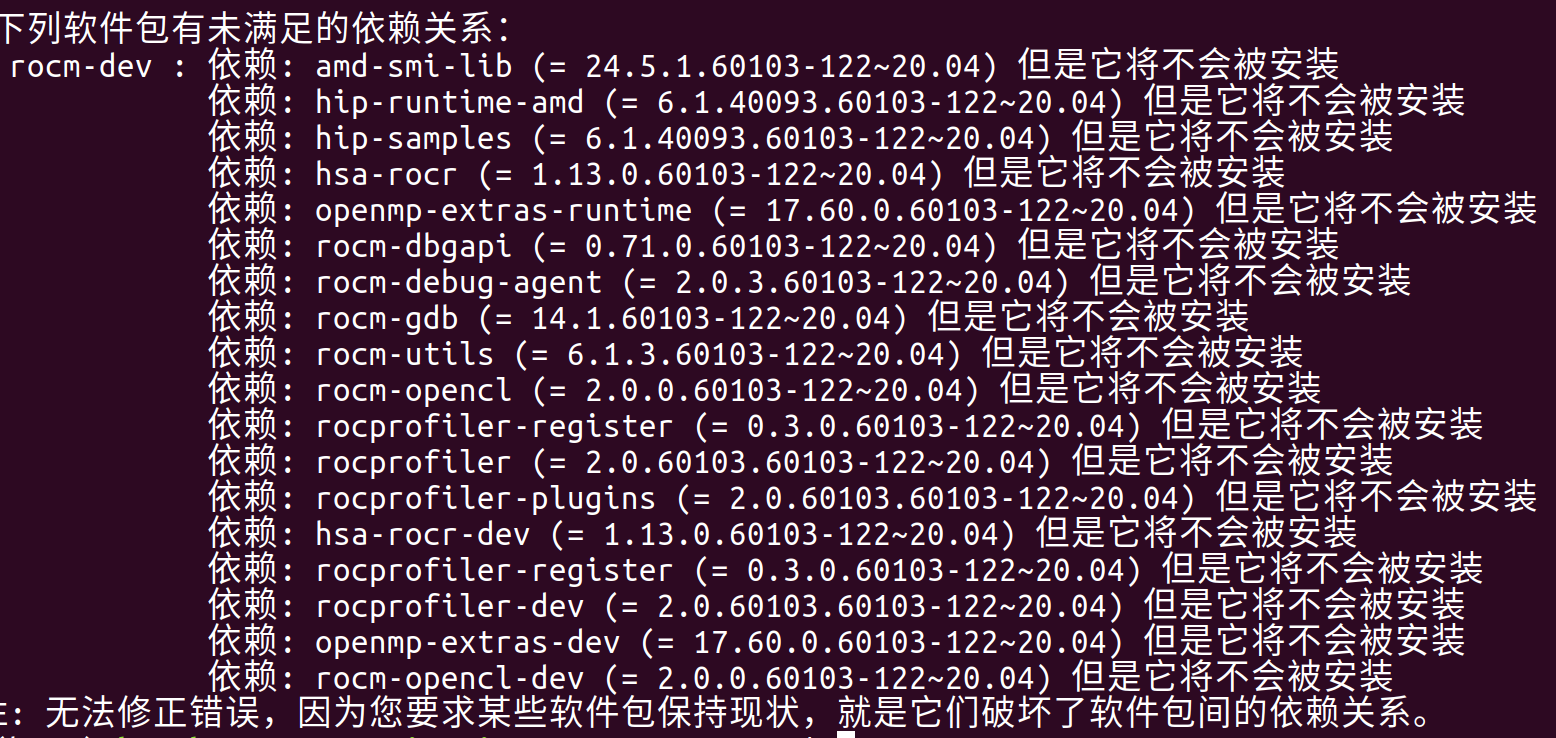 下列软件包有未满足的依赖关系：
rocm-dev : 依赖: amd-smi-lib (= 24.5.1.60103-122~20.04) 但是它将不会被安装
依赖: hip-runtime-amd (= 6.1.40093.60103-122~20.04) 但是它将不会被安装
依赖: hip-samples (= 6.1.40093.60103-122~20.04) 但是它将不会被安装
依赖: hsa-rocr (= 1.13.0.60103-122~20.04) 但是它将不会被安装
依赖: openmp-extras-runtime (= 17.60.0.60103-122~20.04) 但是它将不会被安装
依赖: rocm-dbgapi (= 0.71.0.60103-122~20.04) 但是它将不会被安装
依赖: rocm-debug-agent (= 2.0.3.60103-122~20.04) 但是它将不会被安装
依赖: rocm-gdb (= 14.1.60103-122~20.04) 但是它将不会被安装
依赖: rocm-utils (= 6.1.3.60103-122~20.04) 但是它将不会被安装
依赖: rocm-opencl (= 2.0.0.60103-122~20.04) 但是它将不会被安装
依赖: rocprofiler-register (= 0.3.0.60103-122~20.04) 但是它将不会被安装
依赖: rocprofiler (= 2.0.60103.60103-122~20.04) 但是它将不会被安装
依赖: rocprofiler-plugins (= 2.0.60103.60103-122~20.04) 但是它将不会被安装
依赖: hsa-rocr-dev (= 1.13.0.60103-122~20.04) 但是它将不会被安装
依赖: rocprofiler-register (= 0.3.0.60103-122~20.04) 但是它将不会被安装
依赖: rocprofiler-dev (= 2.0.60103.60103-122~20.04) 但是它将不会被安装
依赖: openmp-extras-dev (= 17.60.0.60103-122~20.04) 但是它将不会被安装
依赖: rocm-opencl-dev (= 2.0.0.60103-122~20.04) 但是它将不会被安装
: 无法修正错误，因为您要求某些软件包保持现状，就是它们破坏了软件包间的依赖关系。